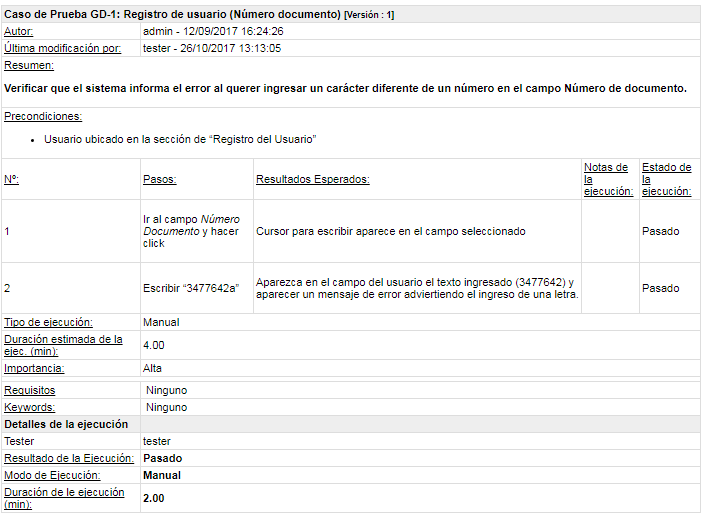 Caso de Prueba GD-1: Registro de usuario (Número documento) [Versión : 1]
Autor: admin - 12/09/2017 16:24:26
Última modificación por: tester - 26/10/2017 13:13:05
Resumen:
Verificar que el sistema informa el error al querer ingresar un carácter diferente de un número en el campo Número de documento.
Precondiciones:
• Usuario ubicado en la sección de “Registro del Usuario”
Nº:
Pasos:
Resultados Esperados:
Notas de
la
ejecución:
Estado de
la
ejecución:
1
Ir al campo Número
Documento y hacer
click
Cursor para escribir aparece en el campo seleccionado
Pasado
2
Escribir “3477642a”
Aparezca en el campo del usuario el texto ingresado (3477642) y
aparecer un mensaje de error advirtiendo el ingreso de una letra.
Pasado
Tipo de ejecución: Manual
Duración estimada de la
ejec. (min):
4.00
Importancia: Alta
Requisitos Ninguno
Keywords: Ninguno
Detalles de la ejecución
Tester tester
Resultado de la Ejecución: Pasado
Modo de Ejecución: Manual
Duración de le ejecución
(min):
2.00